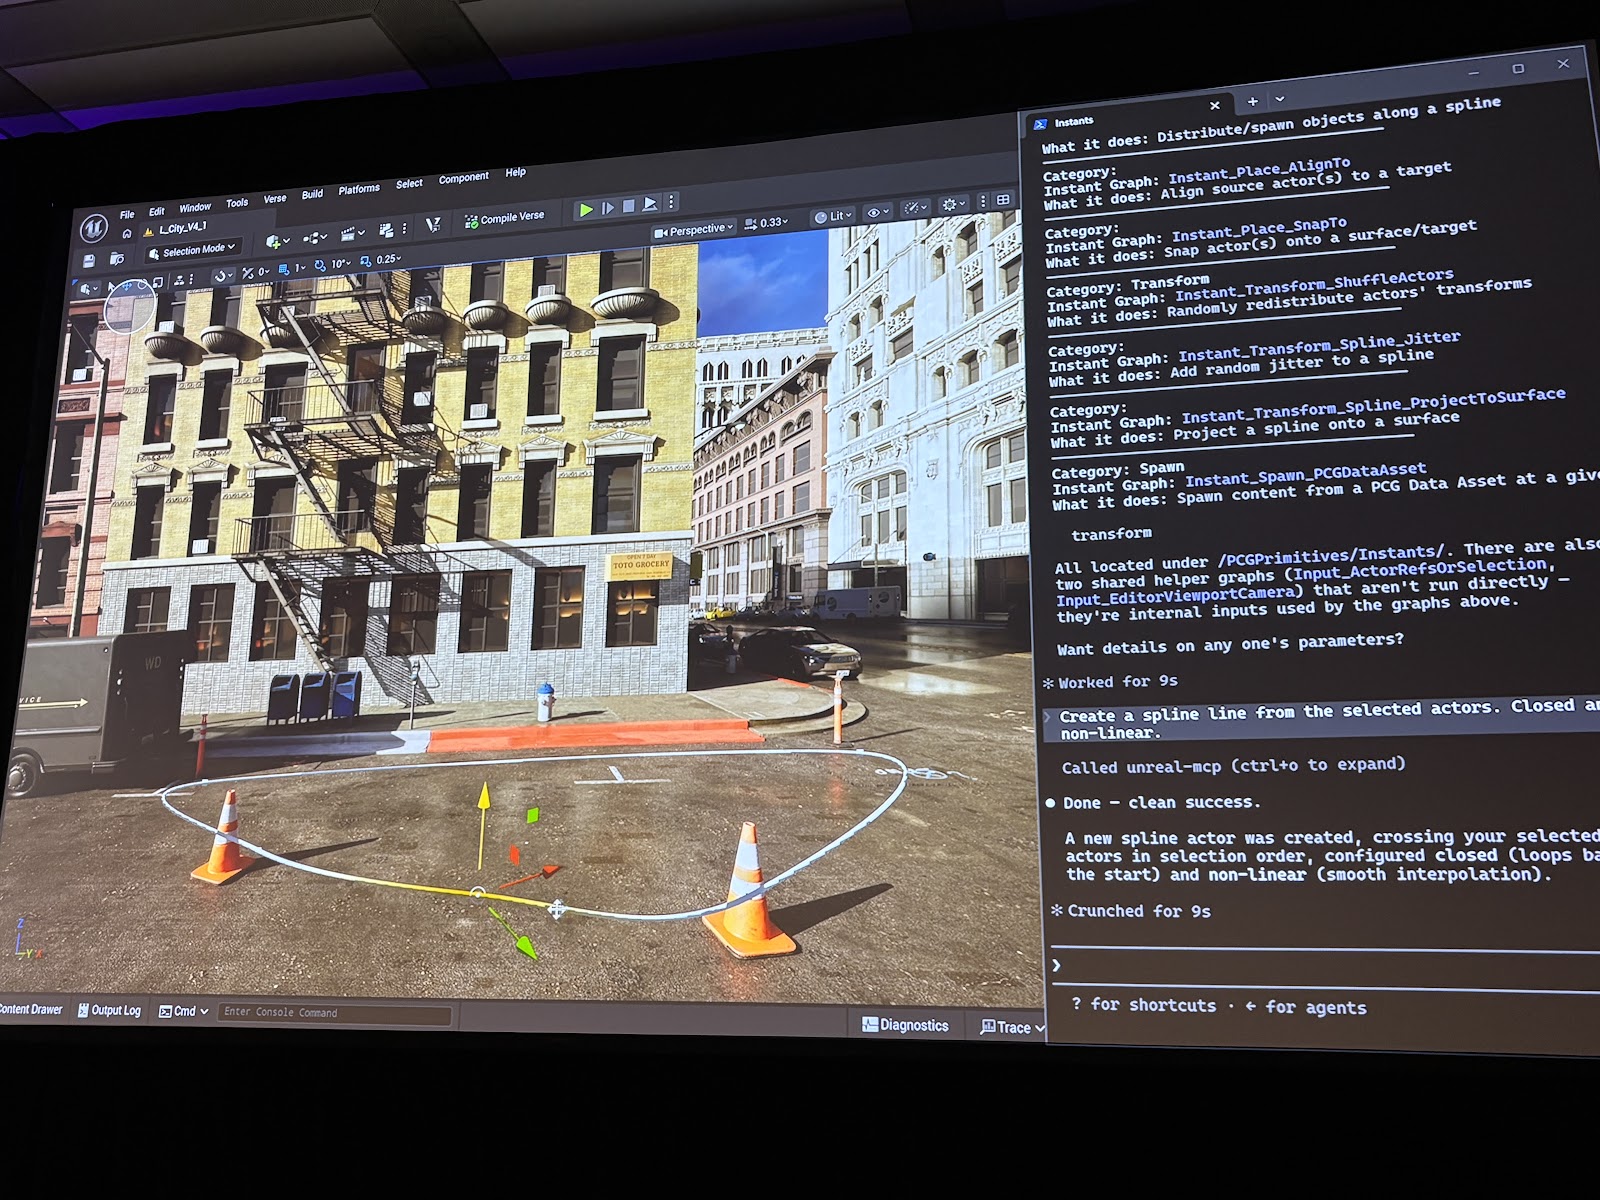 File Edit Window Tools Verse Build Platforms Select Component Help
L_City_V4_1
Selection Mode
Compile Verse
Perspective
0.33
Lit
0
1
10°
0.25
OPEN 7 DAY
TOTO GROCERY
WD
VICE
Z
Y
X
Content Drawer
Output Log
Cmd
Enter Console Command
Diagnostics
Trace
Instants
What it does: Distribute/spawn objects along a spline
Category:
Instant Graph: Instant_Place_AlignTo
What it does: Align source actor(s) to a target
Category:
Instant Graph: Instant_Place_SnapTo
What it does: Snap actor(s) onto a surface/target
Category: Transform
Instant Graph: Instant_Transform_ShuffleActors
What it does: Randomly redistribute actors' transforms
Category:
Instant Graph: Instant_Transform_Spline_Jitter
What it does: Add random jitter to a spline
Category:
Instant Graph: Instant_Transform_Spline_ProjectToSurface
What it does: Project a spline onto a surface
Category: Spawn
Instant Graph: Instant_Spawn_PCGDataAsset
What it does: Spawn content from a PCG Data Asset at a give
transform
All located under /PCGPrimitives/Instants/. There are also
two shared helper graphs (Input_ActorRefsOrSelection,
Input_EditorViewportCamera) that aren't run directly —
they're internal inputs used by the graphs above.
Want details on any one's parameters?
* Worked for 9s
› Create a spline line from the selected actors. Closed an
non-linear.
Called unreal-mcp (ctrl+o to expand)
● Done — clean success.
A new spline actor was created, crossing your selected
actors in selection order, configured closed (loops ba
the start) and non-linear (smooth interpolation).
* Crunched for 9s
›
? for shortcuts · ← for agents